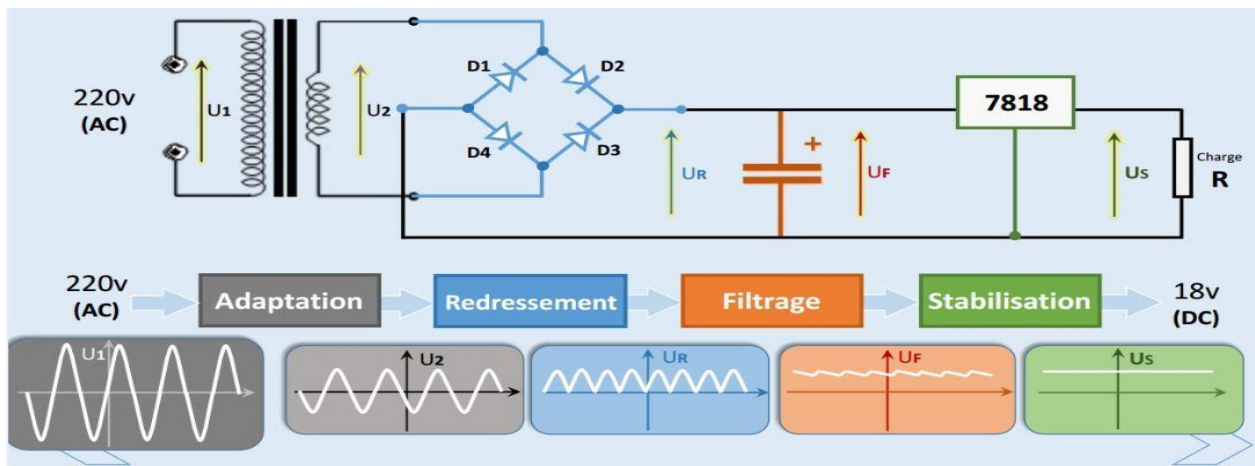 D1
D2
D4
D3
220v
(AC)
U1
U2
UR
+
UF
7818
US
Charge
R
220v
(AC)
Adaptation
Redressement
Filtrage
Stabilisation
18v
(DC)
U1
U2
UR
UF
US